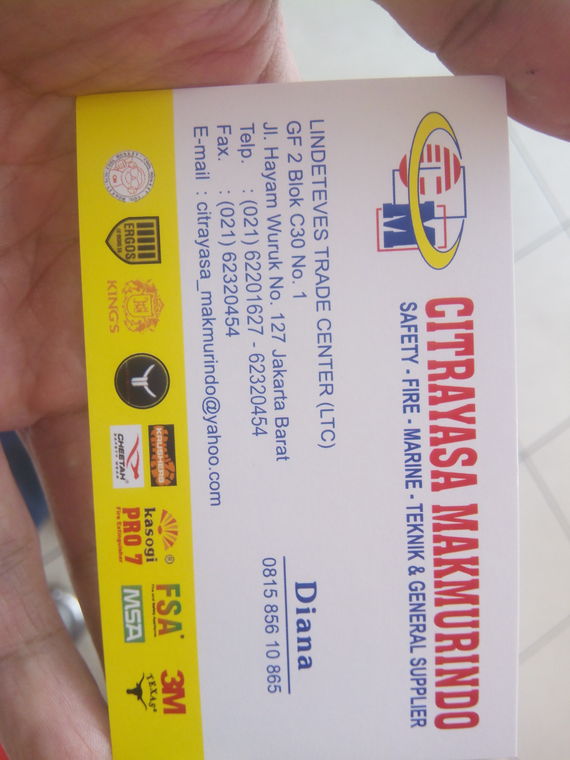 CITRAYASA MAKMURINDO
SAFETY - FIRE - MARINE - TEKNIK & GENERAL SUPPLIER
CM
LINDETEVES TRADE CENTER (LTC)
GF 2 Blok C30 No. 1
Jl. Hayam Wuruk No. 127 Jakarta Barat
Telp. : (021) 62201627 - 62320454
Fax. : (021) 62320454
E-mail : citrayasa_makmurindo@yahoo.com
Diana
0815 856 10 865
ERGOS
KING'S
KRUSHERS
CHEETAH®
kasogi®
PRO 7
Fire Extinguisher
FSA
MSA
3M
TEXAS®